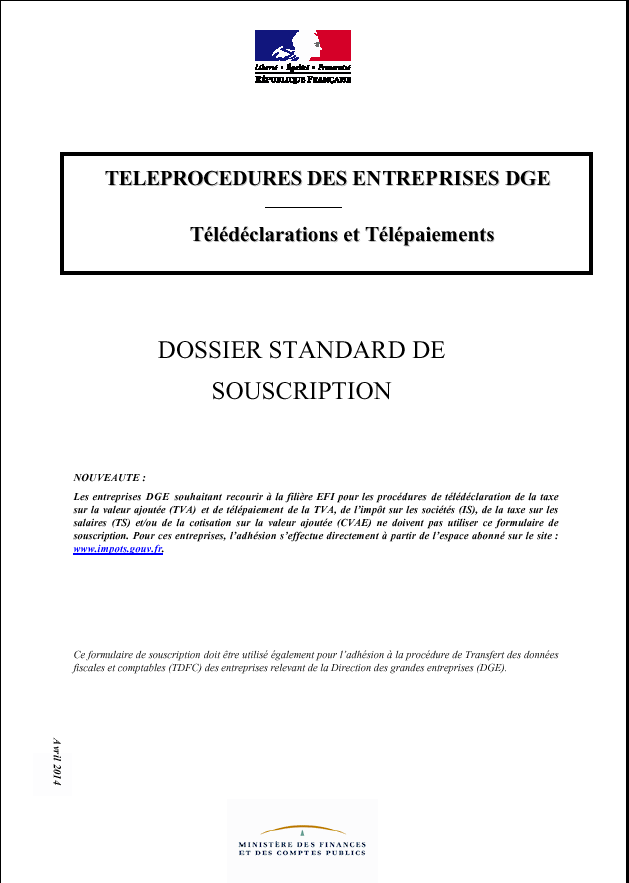 Liberté • Égalité • Fraternité
RÉPUBLIQUE FRANÇAISE
TELEPROCEDURES DES ENTREPRISES DGE
Télédéclarations et Télépaiements
DOSSIER STANDARD DE
SOUSCRIPTION
NOUVEAUTE :
Les entreprises DGE souhaitant recourir à la filière EFI pour les procédures de télédéclaration de la taxe
sur la valeur ajoutée (TVA) et de télépaiement de la TVA, de l’impôt sur les sociétés (IS), de la taxe sur les
salaires (TS) et/ou de la cotisation sur la valeur ajoutée (CVAE) ne doivent pas utiliser ce formulaire de
souscription. Pour ces entreprises, l’adhésion s’effectue directement à partir de l’espace abonné sur le site :
www.impots.gouv.fr.
Ce formulaire de souscription doit être utilisé également pour l’adhésion à la procédure de Transfert des données
fiscales et comptables (TDFC) des entreprises relevant de la Direction des grandes entreprises (DGE).
Avril 2014
MINISTÈRE DES FINANCES
ET DES COMPTES PUBLICS